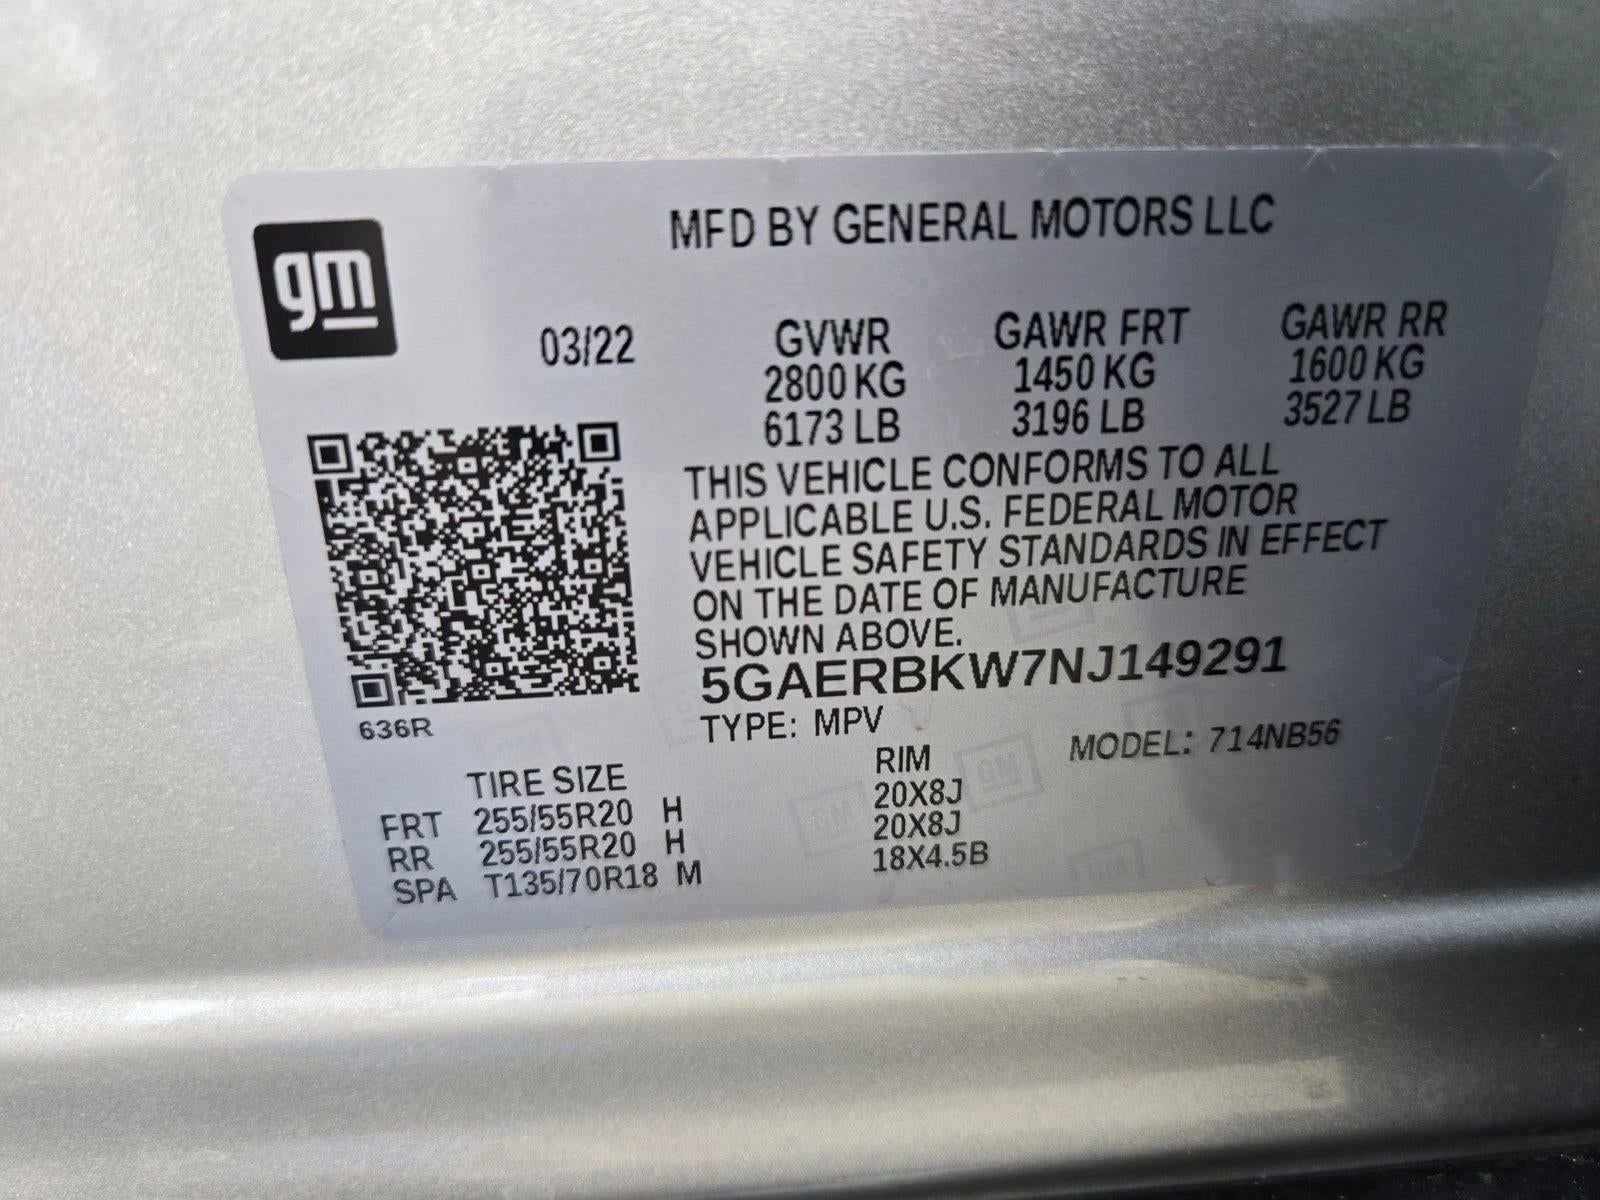 gm
MFD BY GENERAL MOTORS LLC
03/22
GVWR GAWR FRT GAWR RR
2800 KG 1450 KG 1600 KG
6173 LB 3196 LB 3527 LB
THIS VEHICLE CONFORMS TO ALL
APPLICABLE U.S. FEDERAL MOTOR
VEHICLE SAFETY STANDARDS IN EFFECT
ON THE DATE OF MANUFACTURE
SHOWN ABOVE.
5GAERBKW7NJ149291
636R
TYPE: MPV MODEL: 714NB56
TIRE SIZE RIM
FRT 255/55R20 H 20X8J
RR 255/55R20 H 20X8J
SPA T135/70R18 M 18X4.5B
GM
GM
GM